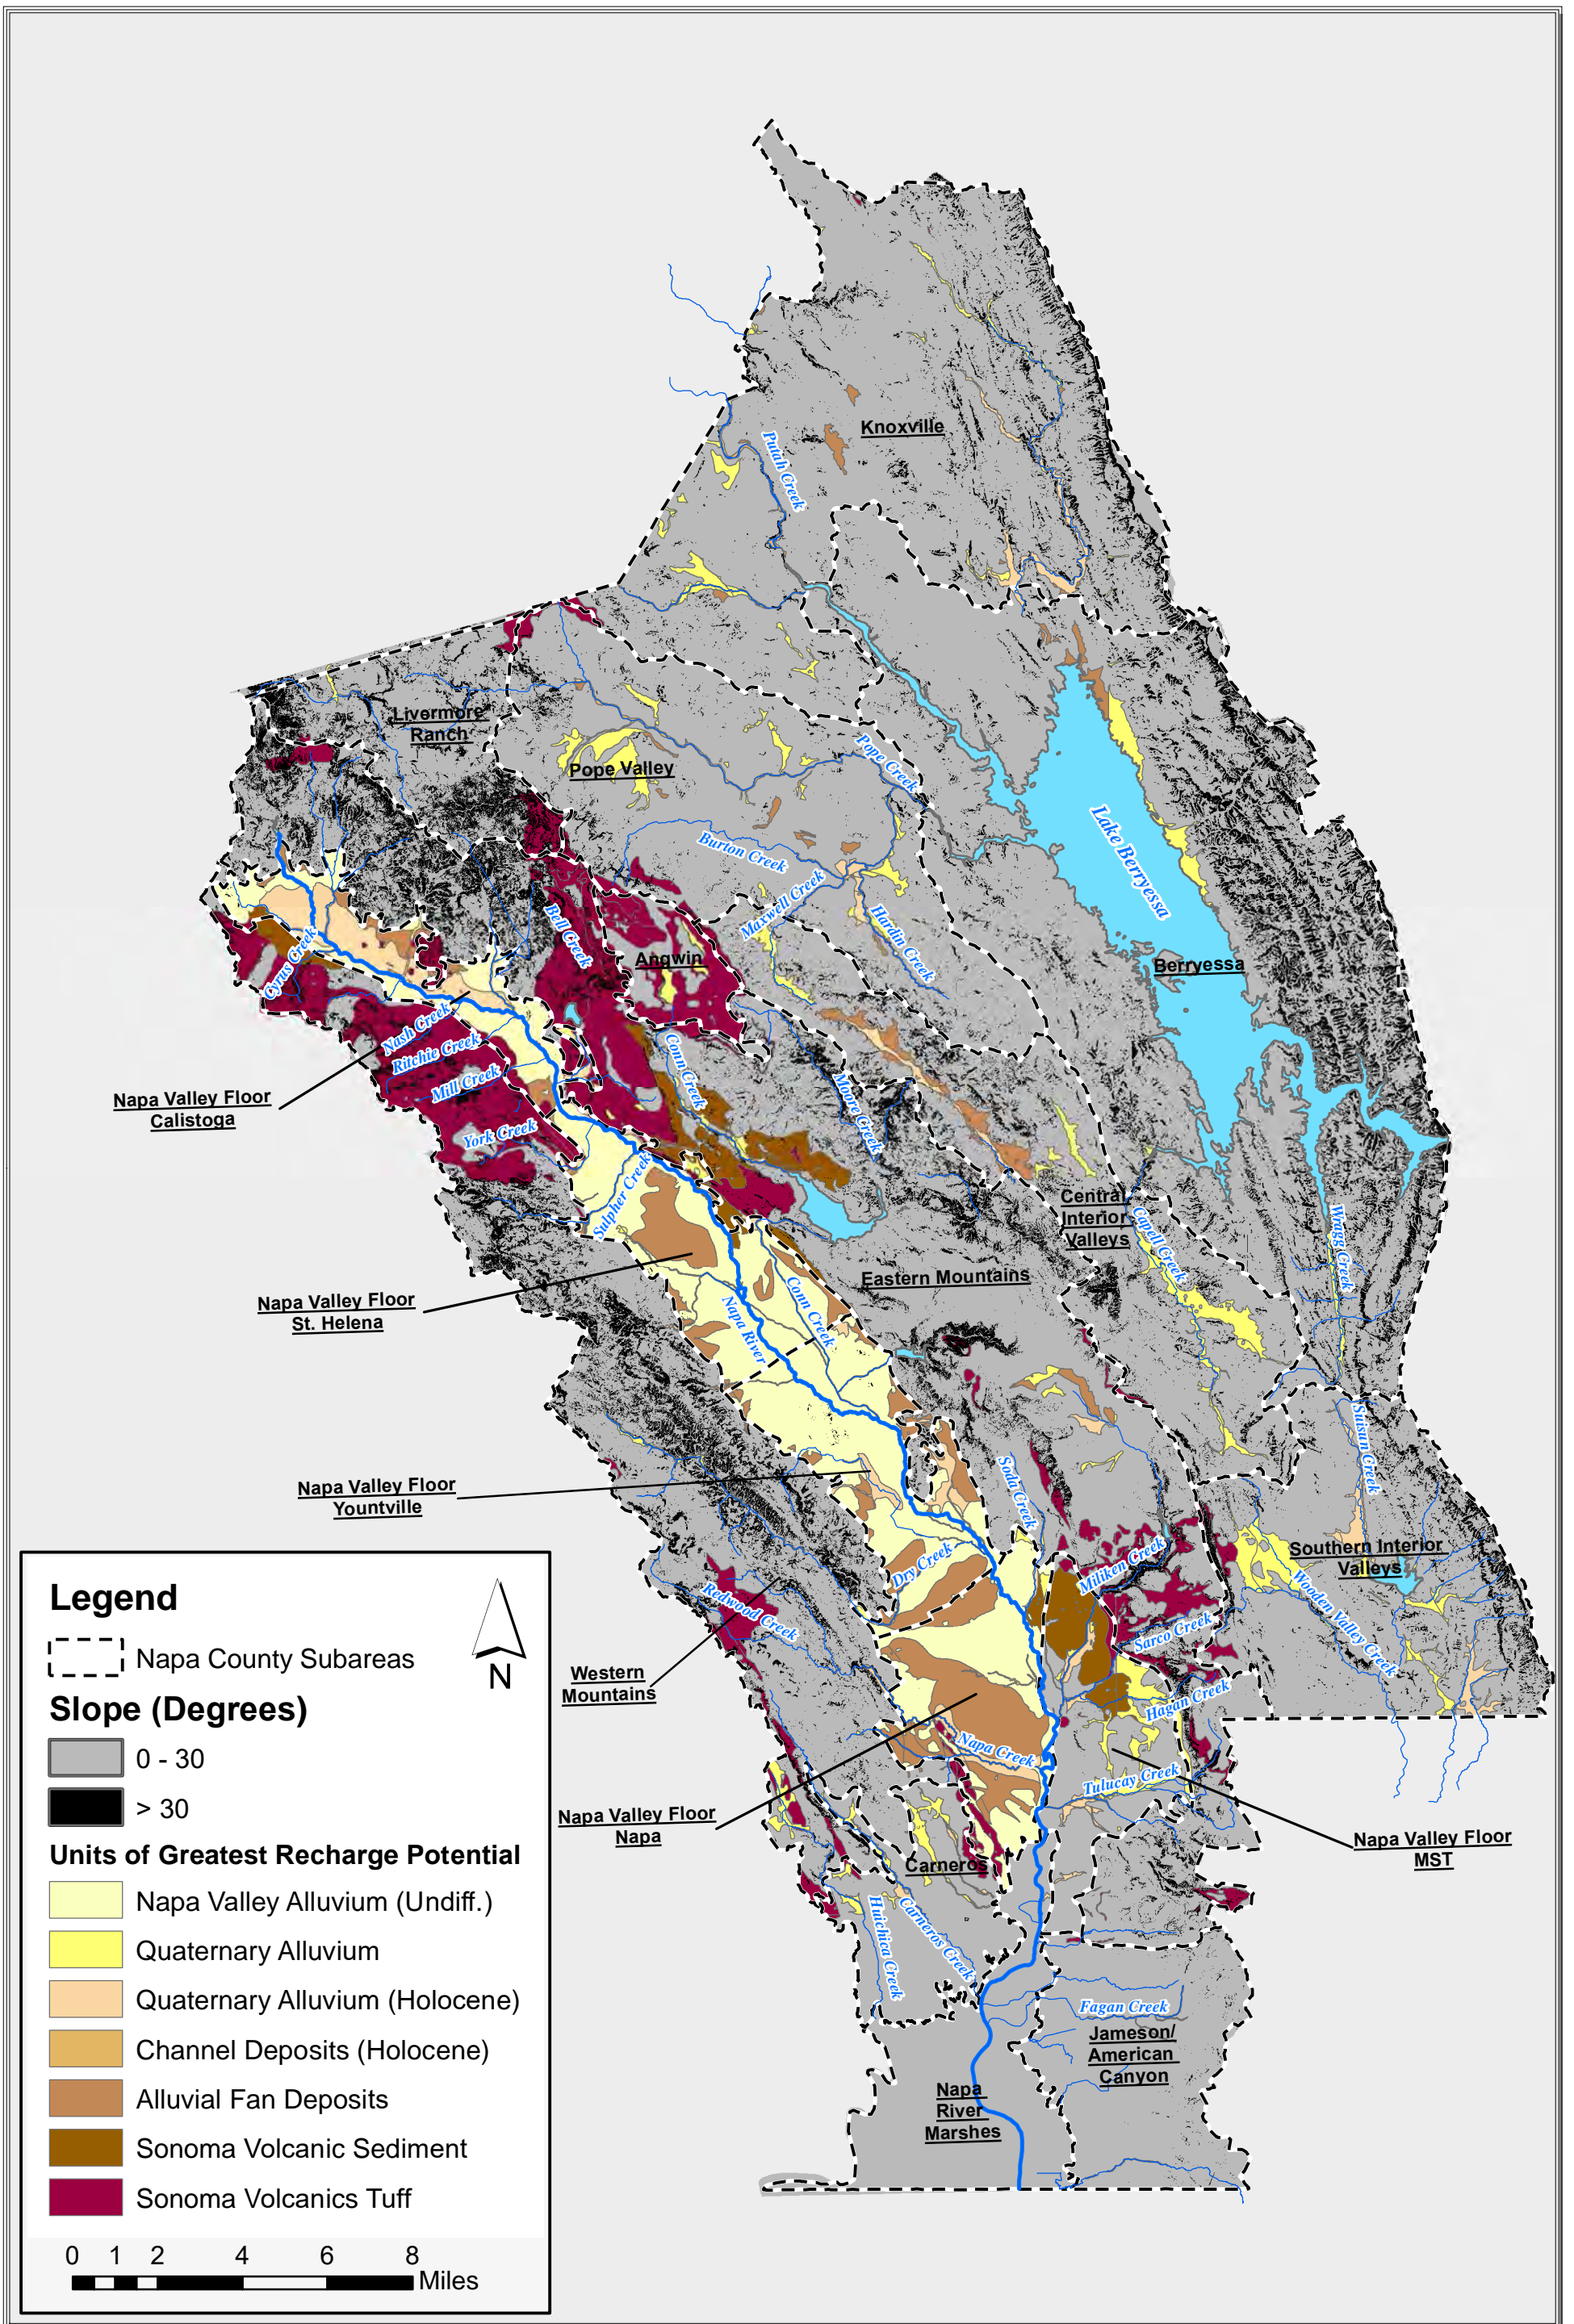 Knoxville
Putah Creek
Livermore
Ranch
Pope Valley
Pope Creek
Lake Berryessa
Burton Creek
Maxwell Creek
Hardin Creek
Bell Creek
Angwin
Berryessa
Cyrus Creek
Nash Creek
Ritchie Creek
Mill Creek
Conn Creek
Moore Creek
Napa Valley Floor
Calistoga
York Creek
Sulpher Creek
Central
Interior
Valleys
Capell Creek
Wragg Creek
Eastern Mountains
Napa Valley Floor
St. Helena
Napa River
Conn Creek
Suisun Creek
Napa Valley Floor
Yountville
Soda Creek
Southern Interior
Valleys
Dry Creek
Miliken Creek
Wooden Valley Creek
Redwood Creek
Sarco Creek
Western
Mountains
Hagan Creek
Napa Creek
Tulucay Creek
Napa Valley Floor
Napa
Napa Valley Floor
MST
Carneros
Huichica Creek
Carneros Creek
Fagan Creek
Jameson/
American
Canyon
Napa
River
Marshes
Legend
Napa County Subareas
N
Slope (Degrees)
0 - 30
> 30
Units of Greatest Recharge Potential
Napa Valley Alluvium (Undiff.)
Quaternary Alluvium
Quaternary Alluvium (Holocene)
Channel Deposits (Holocene)
Alluvial Fan Deposits
Sonoma Volcanic Sediment
Sonoma Volcanics Tuff
0 1 2 4 6 8
Miles